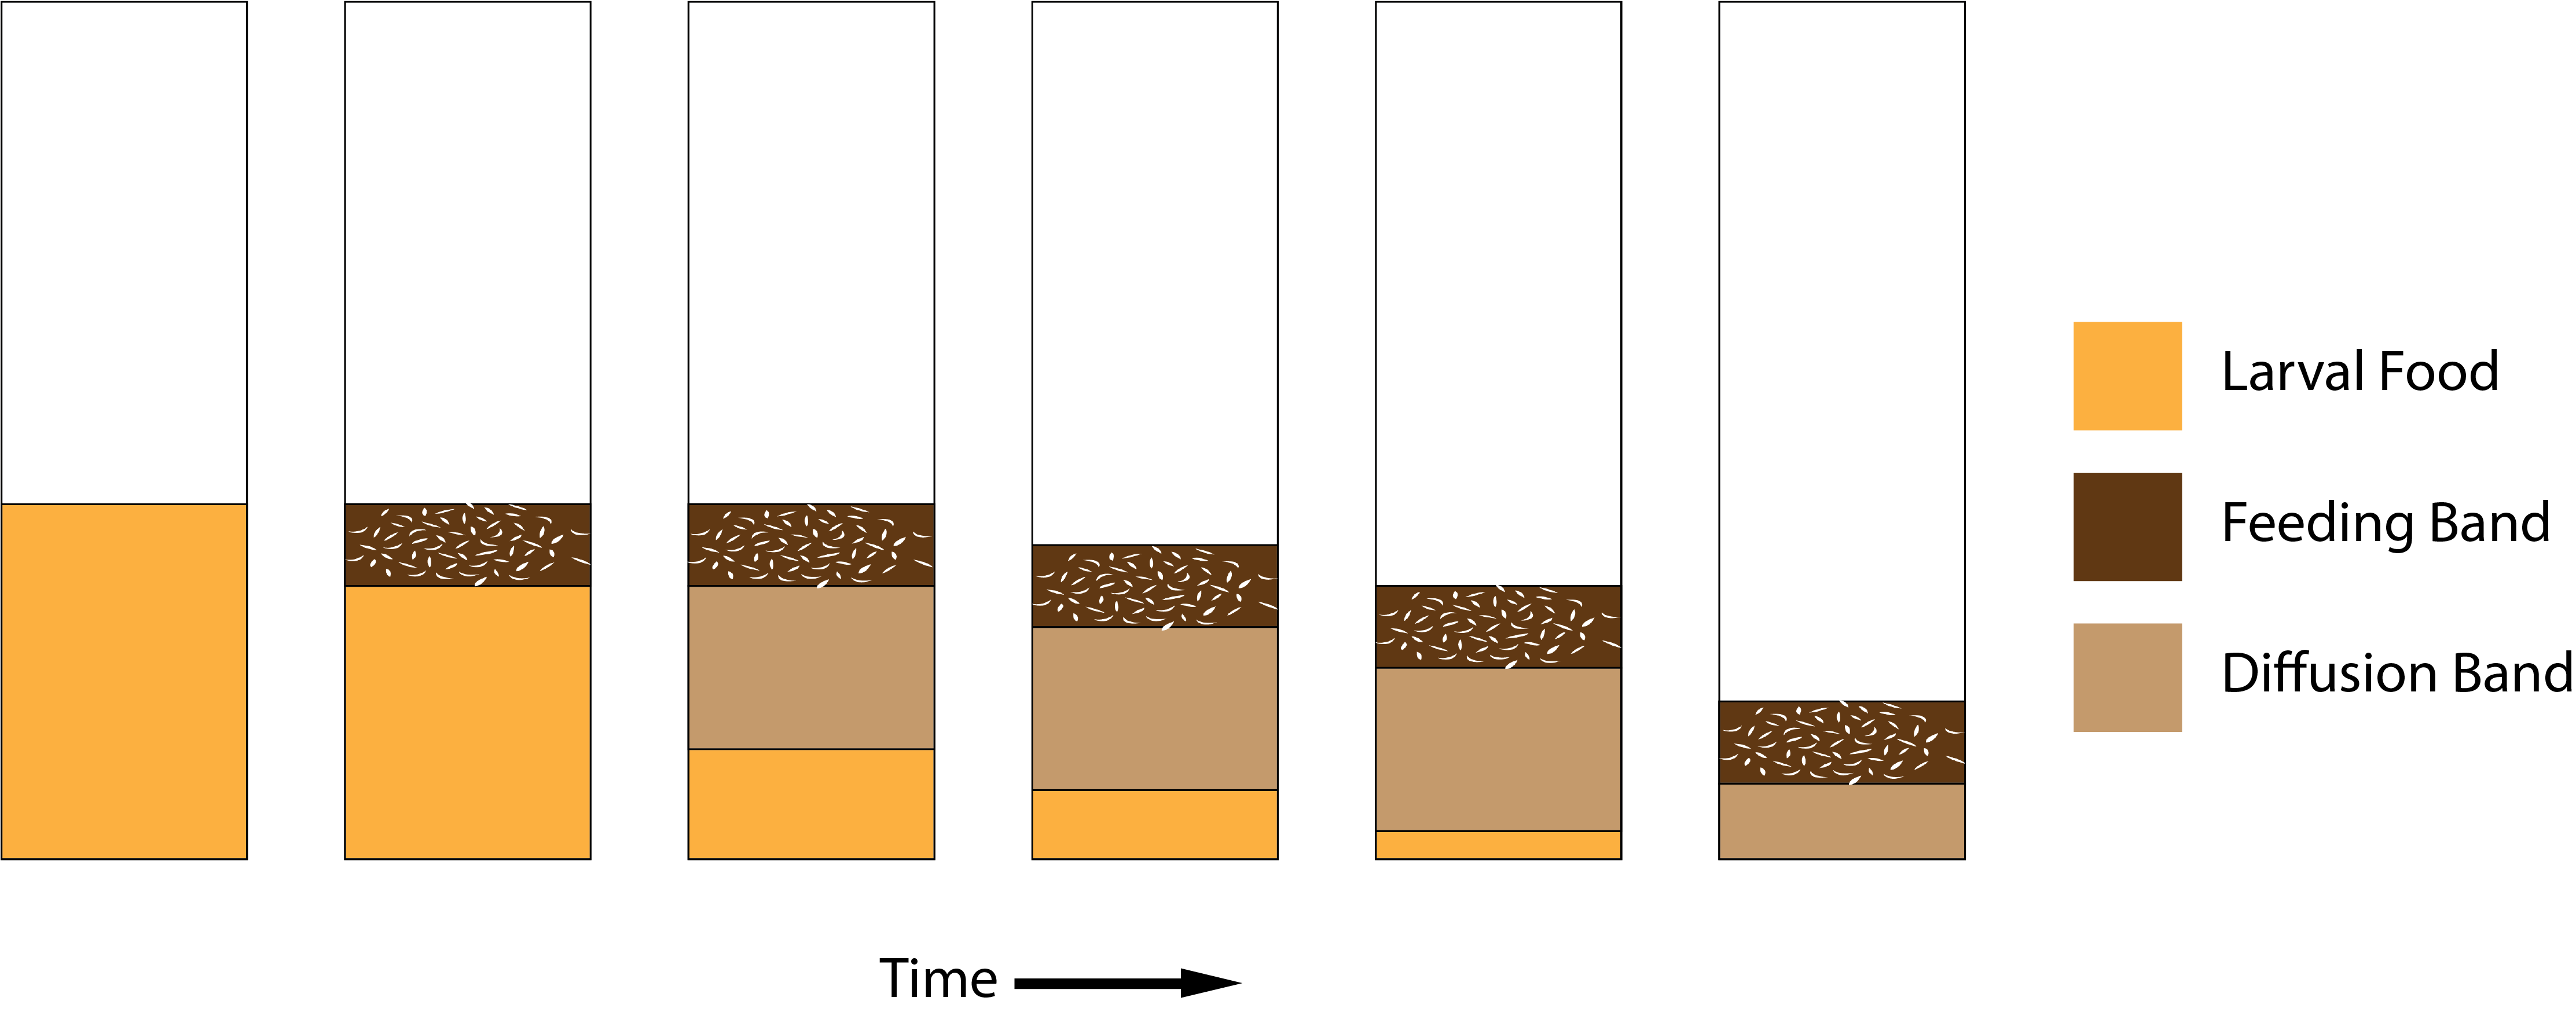 Larval Food
Feeding Band
Diffusion Band
Time